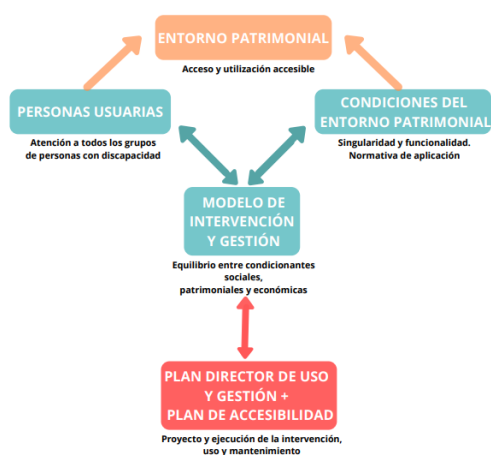 ENTORNO PATRIMONIAL
Acceso y utilización accesible
PERSONAS USUARIAS
Atención a todos los grupos
de personas con discapacidad
CONDICIONES DEL
ENTORNO PATRIMONIAL
Singularidad y funcionalidad.
Normativa de aplicación
MODELO DE
INTERVENCIÓN
Y GESTIÓN
Equilibrio entre condicionantes
sociales,
patrimoniales y económicas
PLAN DIRECTOR DE USO
Y GESTIÓN +
PLAN DE ACCESIBILIDAD
Proyecto y ejecución de la intervención,
uso y mantenimiento